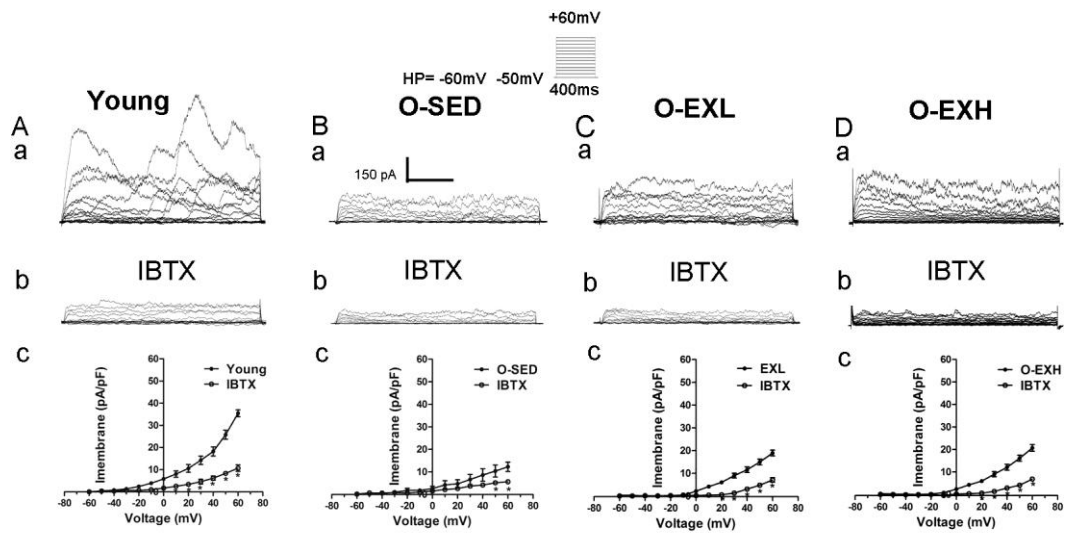 +60mV
HP= -60mV -50mV
400ms
Young
O-SED
O-EXL
O-EXH
A
B
C
D
a
a
a
a
150 pA
b
b
b
b
IBTX
IBTX
IBTX
IBTX
c
c
c
c
Imembrane (pA/pF)
60
50
40
30
20
10
Young
IBTX
* * * * *
-80 -60 -40 -20 0 20 40 60 80
Voltage (mV)
Imembrane (pA/pF)
60
50
40
30
20
10
O-SED
IBTX
* *
-80 -60 -40 -20 0 20 40 60 80
Voltage (mV)
Imembrane (pA/pF)
60
50
40
30
20
10
EXL
IBTX
* * * *
-80 -60 -40 -20 0 20 40 60 80
Voltage (mV)
Imembrane (pA/pF)
60
50
40
30
20
10
O-EXH
IBTX
* * * * *
-80 -60 -40 -20 0 20 40 60 80
Voltage (mV)